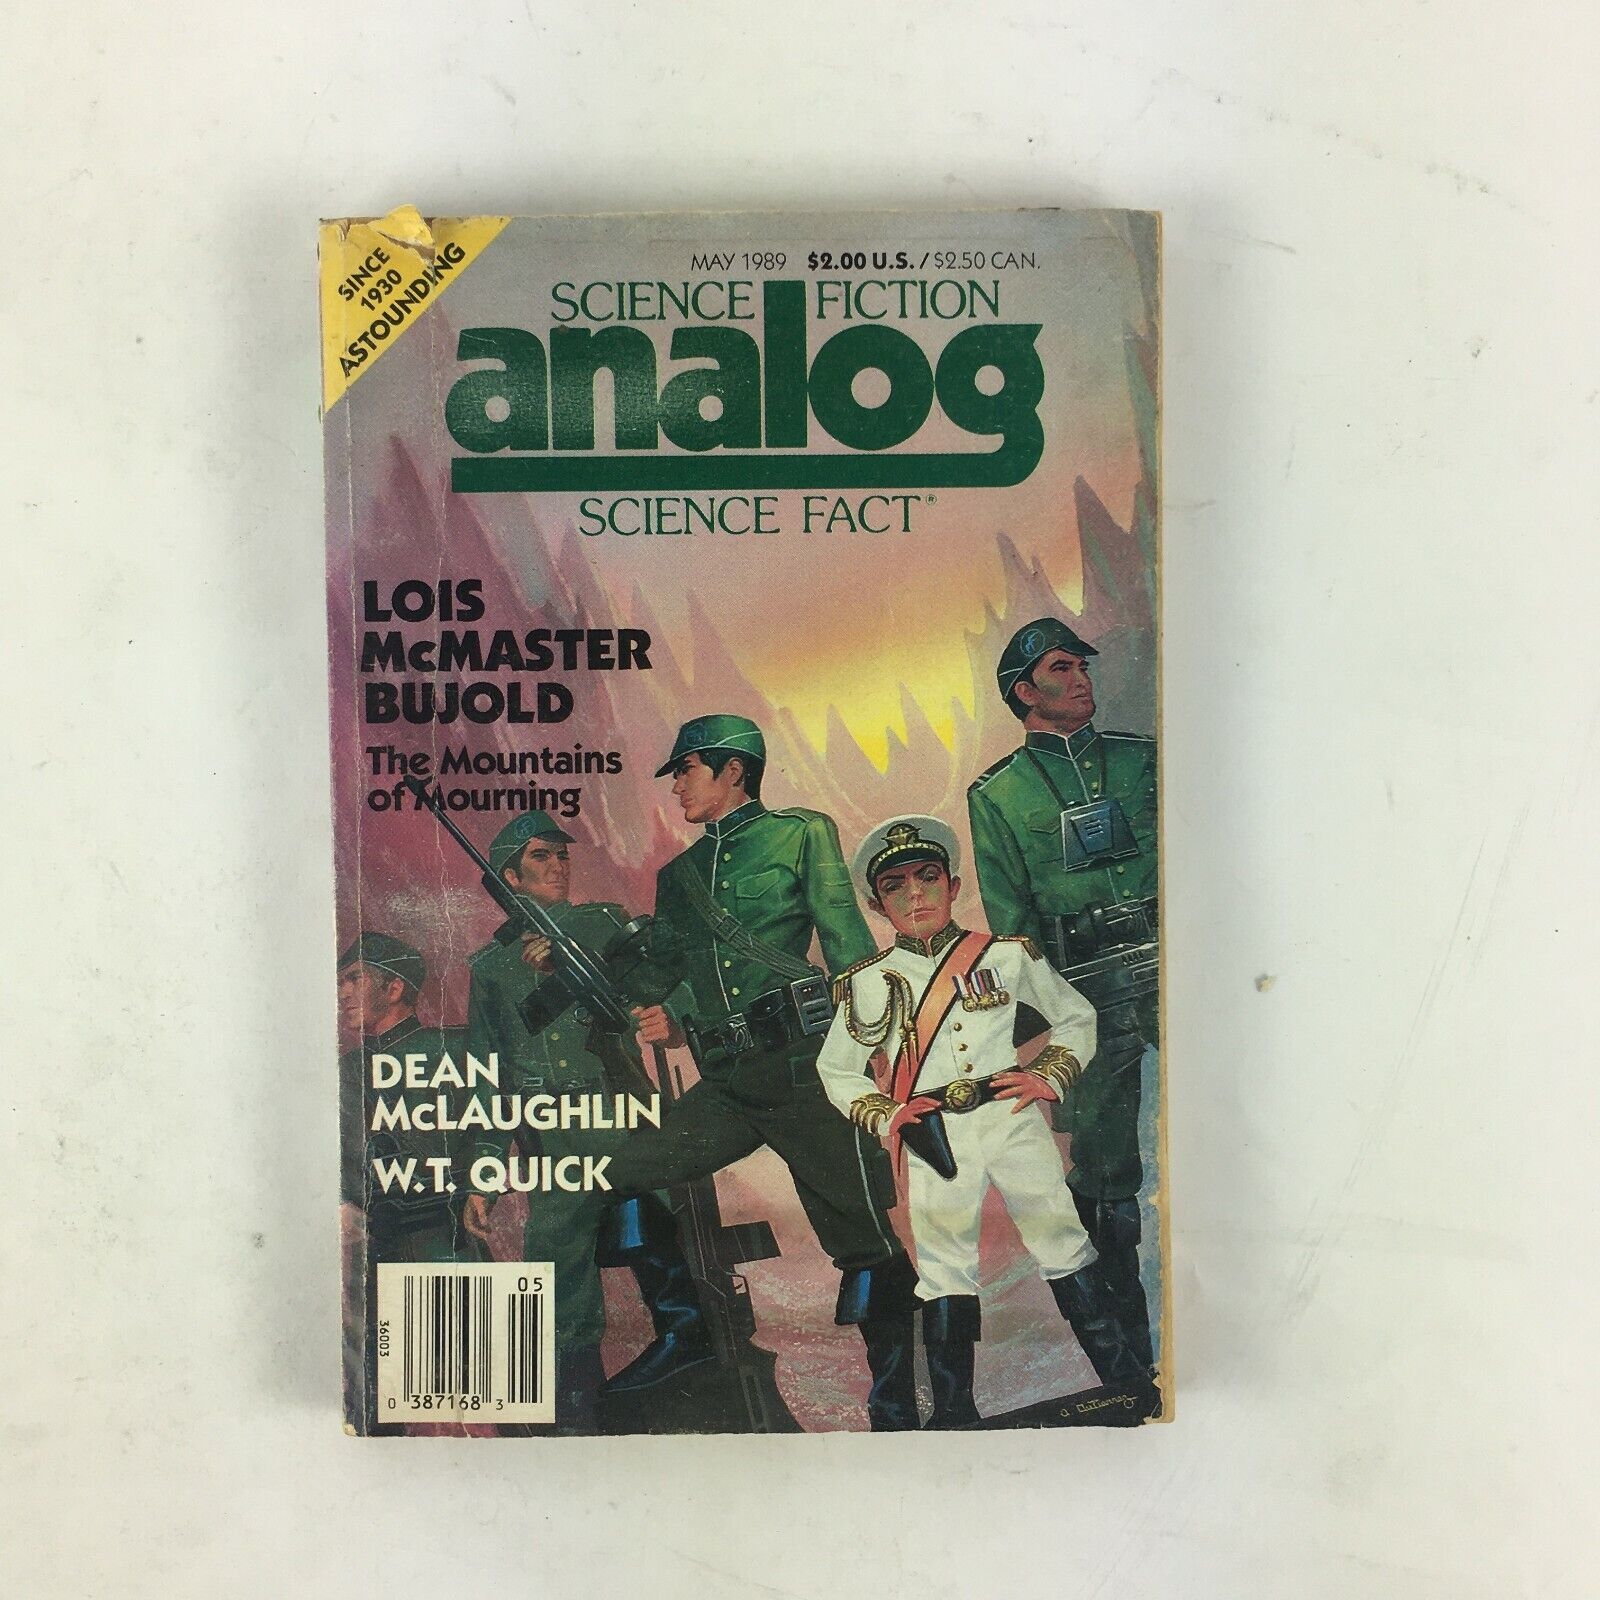 SINCE
1930
ASTOUNDING
MAY 1989 $2.00 U.S./$2.50 CAN.
SCIENCE FICTION
analog
SCIENCE FACT®
LOIS
McMASTER
BUJOLD
The Mountains
of Mourning
DEAN
McLAUGHLIN
W.T. QUICK
05
36003
0 387168 3